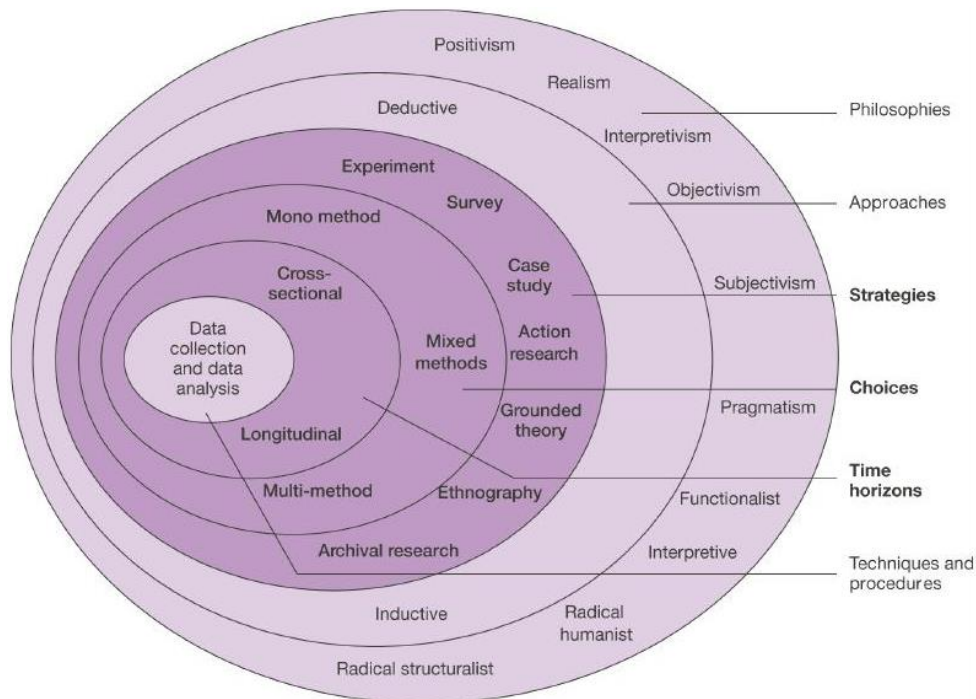 Positivism
Realism
Deductive
Philosophies
Interpretivism
Experiment
Objectivism
Survey
Approaches
Mono method
Cross-
sectional
Case
study
Subjectivism
Strategies
Data
collection
and data
analysis
Mixed
methods
Action
research
Choices
Pragmatism
Grounded
theory
Longitudinal
Time
horizons
Multi-method
Ethnography
Functionalist
Archival research
Interpretive
Techniques and
procedures
Inductive
Radical
humanist
Radical structuralist